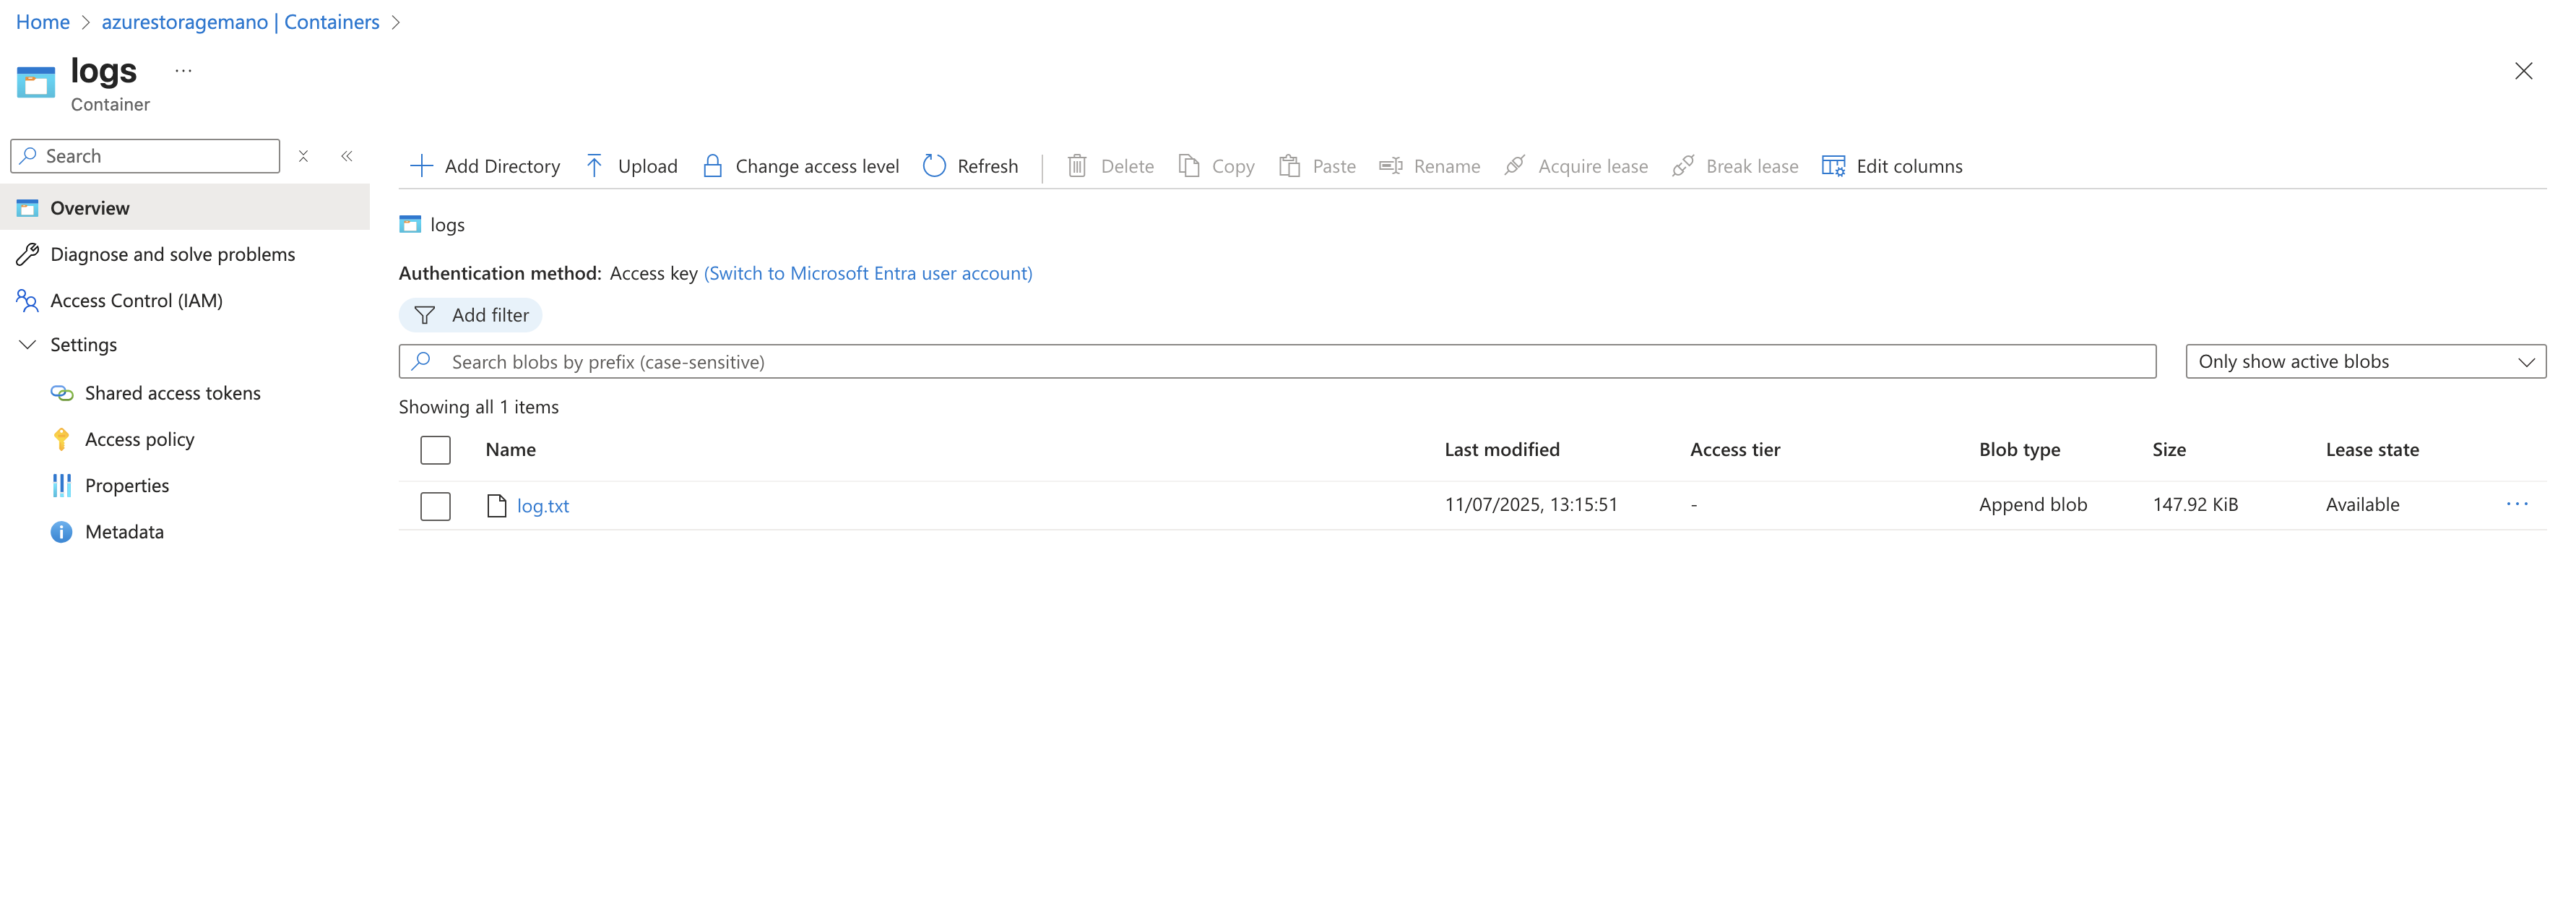 Home > azurestoragemano | Containers >
logs ...
Container
Search
Overview
Diagnose and solve problems
Access Control (IAM)
Settings
Shared access tokens
Access policy
Properties
Metadata
Add Directory Upload Change access level Refresh Delete Copy Paste Rename Acquire lease Break lease Edit columns
logs
Authentication method: Access key (Switch to Microsoft Entra user account)
Add filter
Search blobs by prefix (case-sensitive) Only show active blobs
Showing all 1 items
Name Last modified Access tier Blob type Size Lease state
log.txt 11/07/2025, 13:15:51 - Append blob 147.92 KiB Available ...